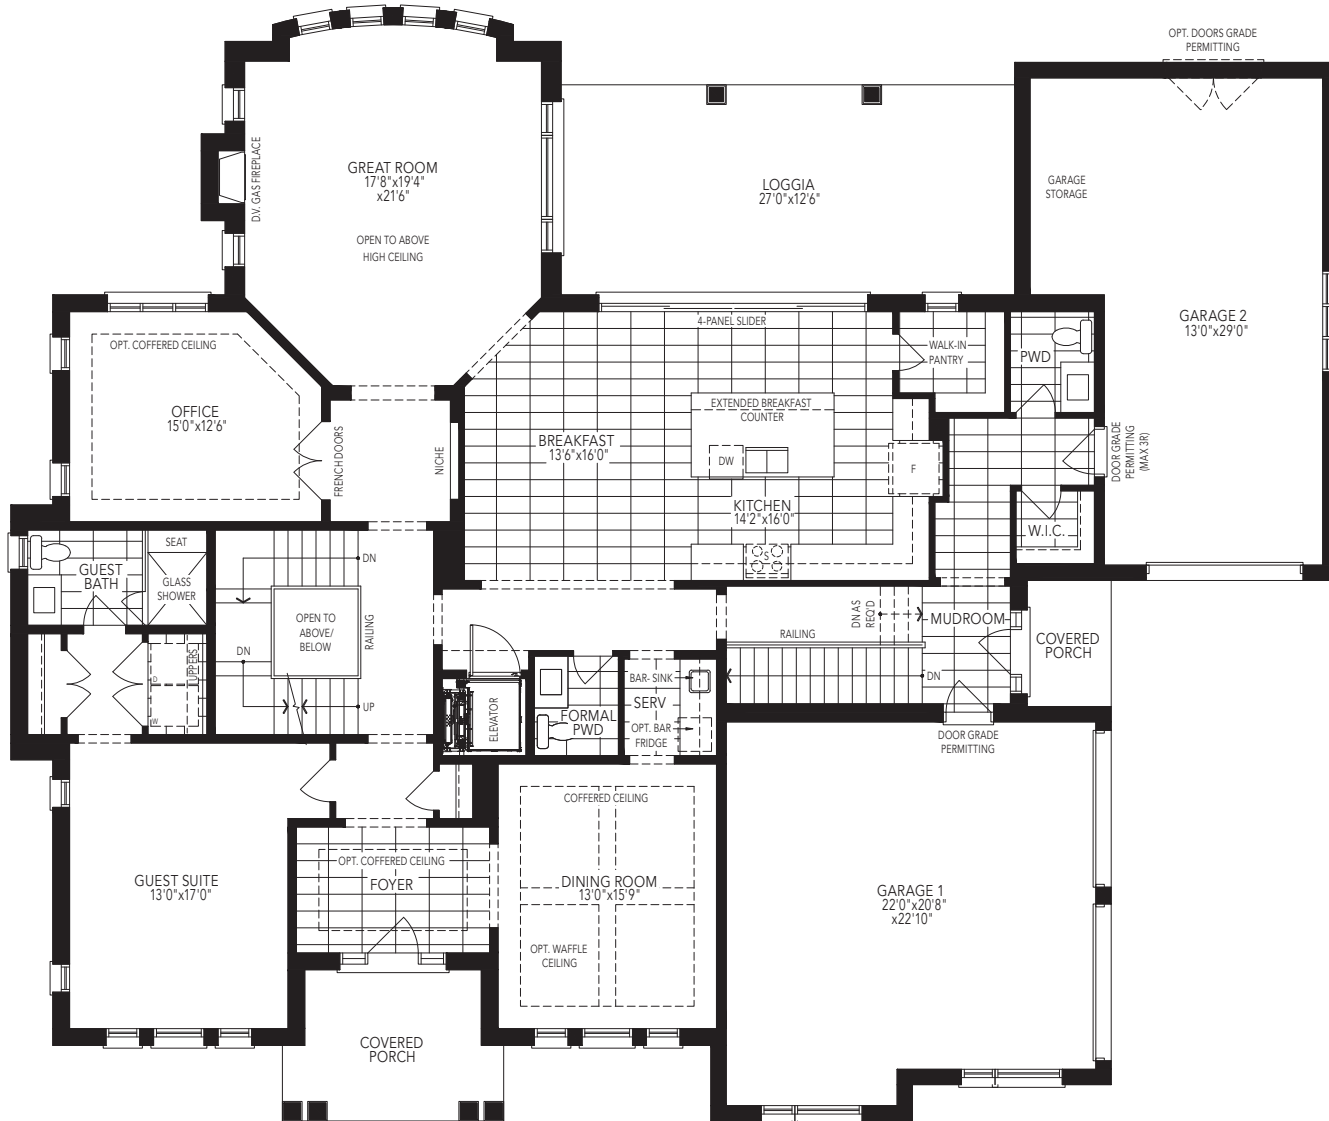 OPT. DOORS GRADE
PERMITTING
GREAT ROOM
17'8"x19'4"
x21'6"
D.V. GAS FIREPLACE
OPEN TO ABOVE
HIGH CEILING
LOGGIA
27'0"x12'6"
GARAGE
STORAGE
GARAGE 2
13'0"x29'0"
4-PANEL SLIDER
OPT. COFFERED CEILING
WALK-IN
PANTRY
PWD
OFFICE
15'0"x12'6"
FRENCH DOORS
NICHE
EXTENDED BREAKFAST
COUNTER
BREAKFAST
13'6"x16'0"
DW
F
DOOR GRADE
PERMITTING
(MAX 3R)
KITCHEN
14'2"x16'0"
W.I.C.
S
SEAT
GUEST
BATH
GLASS
SHOWER
DN
OPEN TO
ABOVE/
BELOW
RAILING
DN
UP
UPPERS
D
W
DN AS
REQ'D
RAILING
MUDROOM
COVERED
PORCH
DN
ELEVATOR
FORMAL
PWD
BAR- SINK
SERV
OPT. BAR
FRIDGE
DOOR GRADE
PERMITTING
COFFERED CEILING
OPT. COFFERED CEILING
FOYER
GUEST SUITE
13'0"x17'0"
DINING ROOM
13'0"x15'9"
OPT. WAFFLE
CEILING
GARAGE 1
22'0"x20'8"
x22'10"
COVERED
PORCH